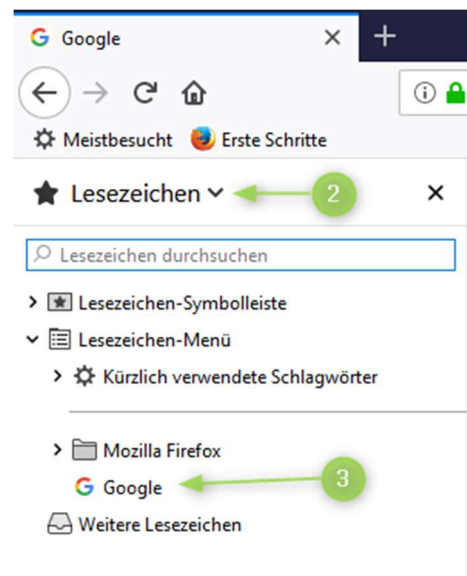 Google
Meistbesucht Erste Schritte
Lesezeichen 2
Lesezeichen durchsuchen
Lesezeichen-Symbolleiste
Lesezeichen-Menü
Kürzlich verwendete Schlagwörter
Mozilla Firefox
Google 3
Weitere Lesezeichen